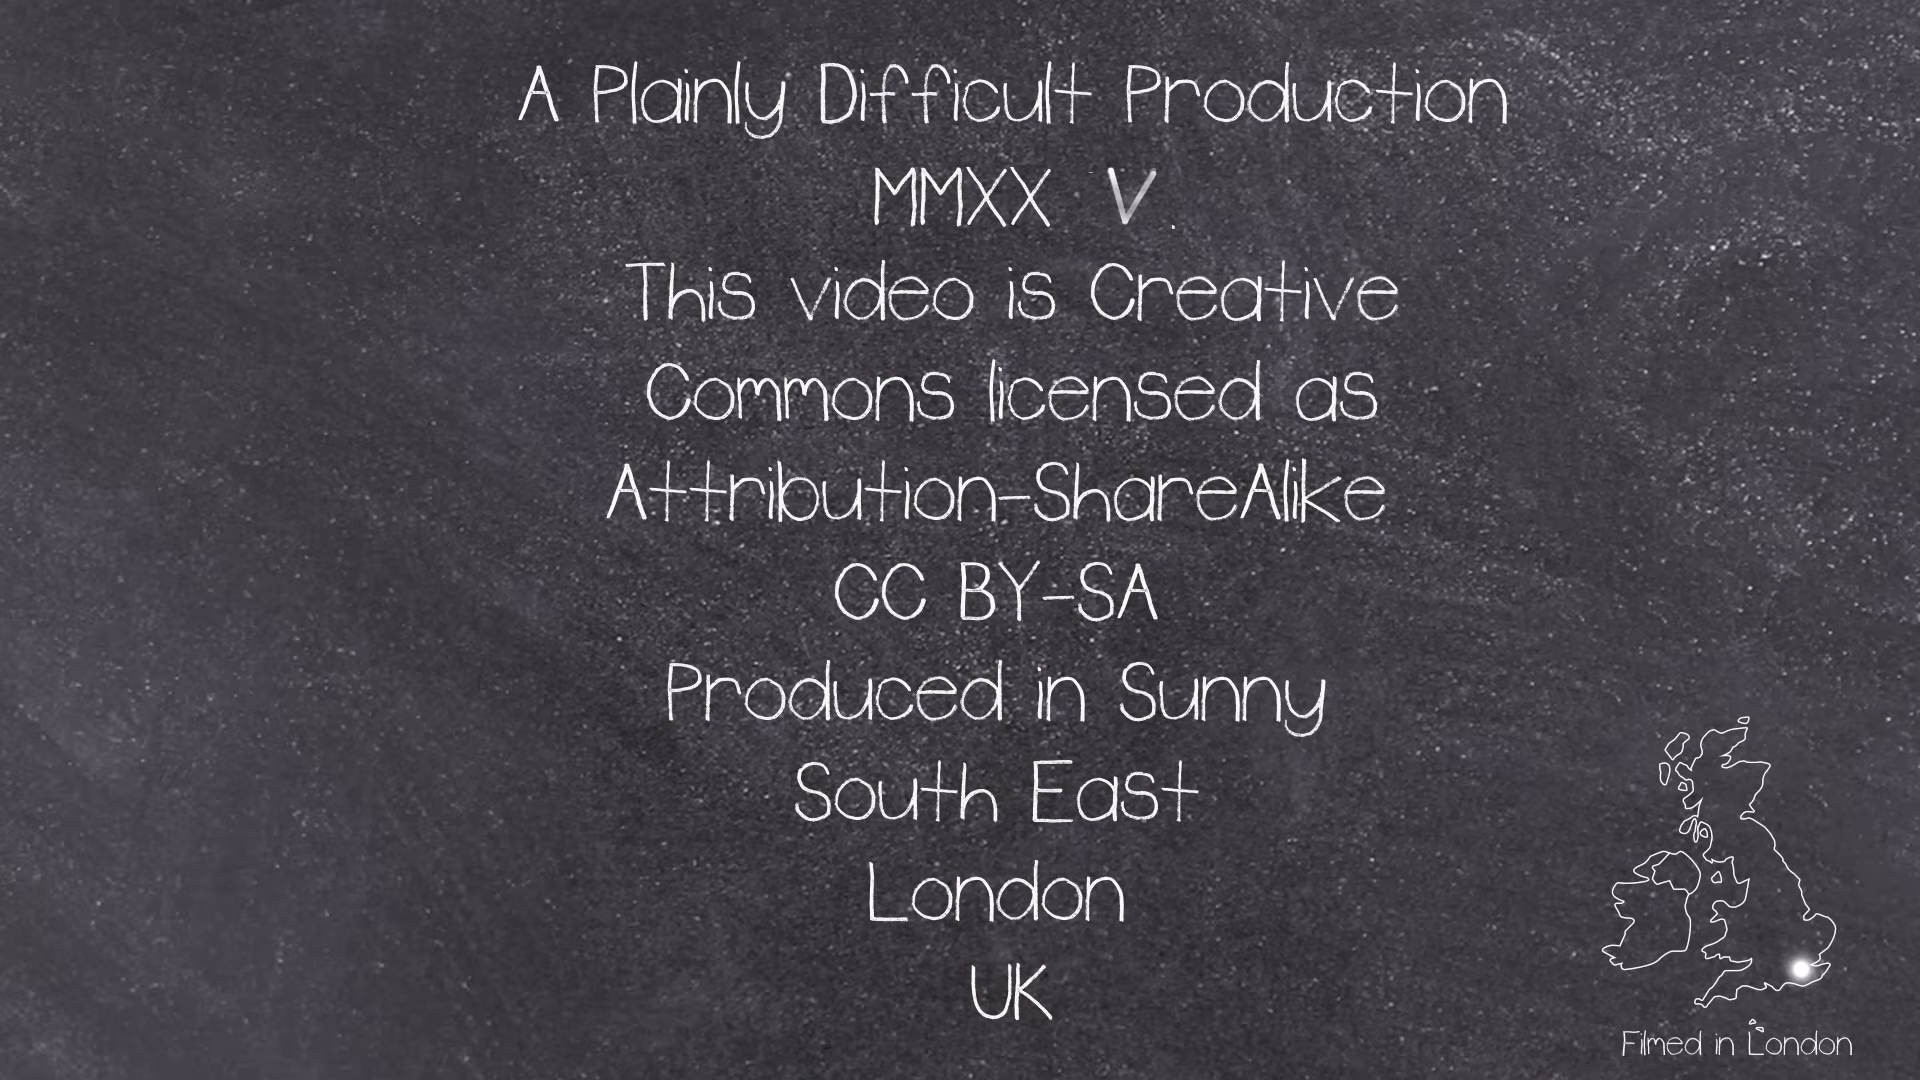 A Plainly Difficult Production
MMXX V
This video is Creative
Commons licensed as
Attribution-ShareAlike
CC BY-SA
Produced in Sunny
South East
London
UK
Filmed in London